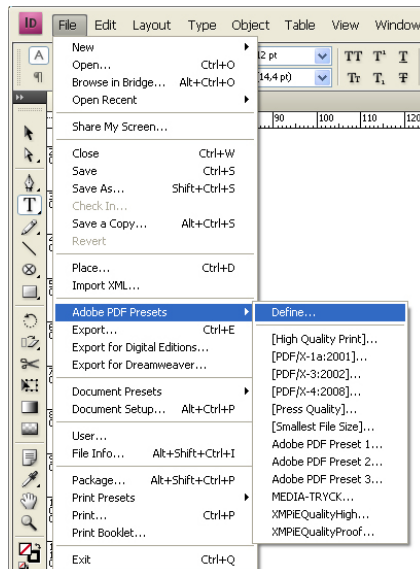 ID File Edit Layout Type Object Table View Window
A 12 pt TT T¹ T
¶ 14,4 pt) Tr T₁ T
New
Open... Ctrl+O
Browse in Bridge... Alt+Ctrl+O
Open Recent
Share My Screen...
90 100 110 120
Close Ctrl+W
Save Ctrl+S
Save As... Shift+Ctrl+S
Check In...
Save a Copy... Alt+Ctrl+S
Revert
Place... Ctrl+D
Import XML...
Adobe PDF Presets Define...
Export... Ctrl+E [High Quality Print]...
Export for Digital Editions... [PDF/X-1a:2001]...
Export for Dreamweaver... [PDF/X-3:2002]...
Document Presets [PDF/X-4:2008]...
Document Setup... Alt+Ctrl+P [Press Quality]...
User... [Smallest File Size]...
File Info... Alt+Shift+Ctrl+I Adobe PDF Preset 1...
Adobe PDF Preset 2...
Package... Alt+Shift+Ctrl+P Adobe PDF Preset 3...
Print Presets MEDIA-TRYCK...
Print... Ctrl+P XMPiEQualityHigh...
Print Booklet... XMPiEQualityProof...
Exit Ctrl+Q